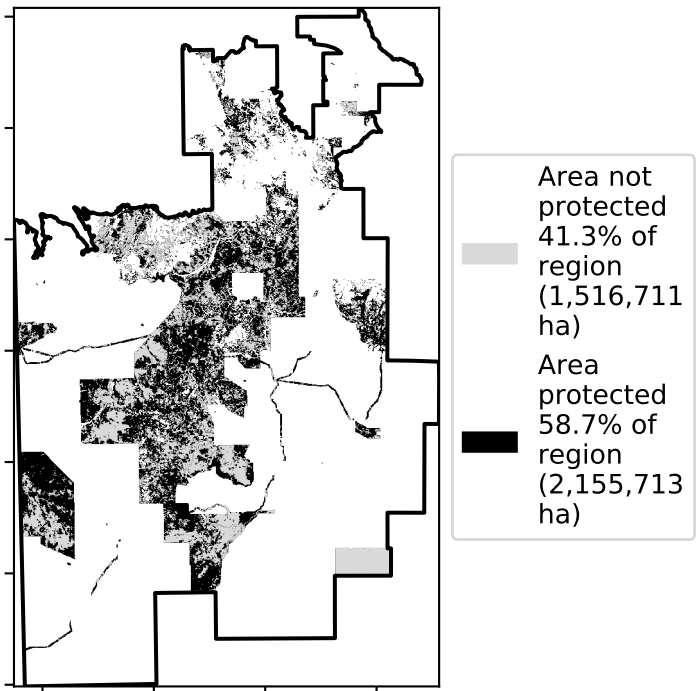 Area not
protected
41.3% of
region
(1,516,711
ha)
Area
protected
58.7% of
region
(2,155,713
ha)